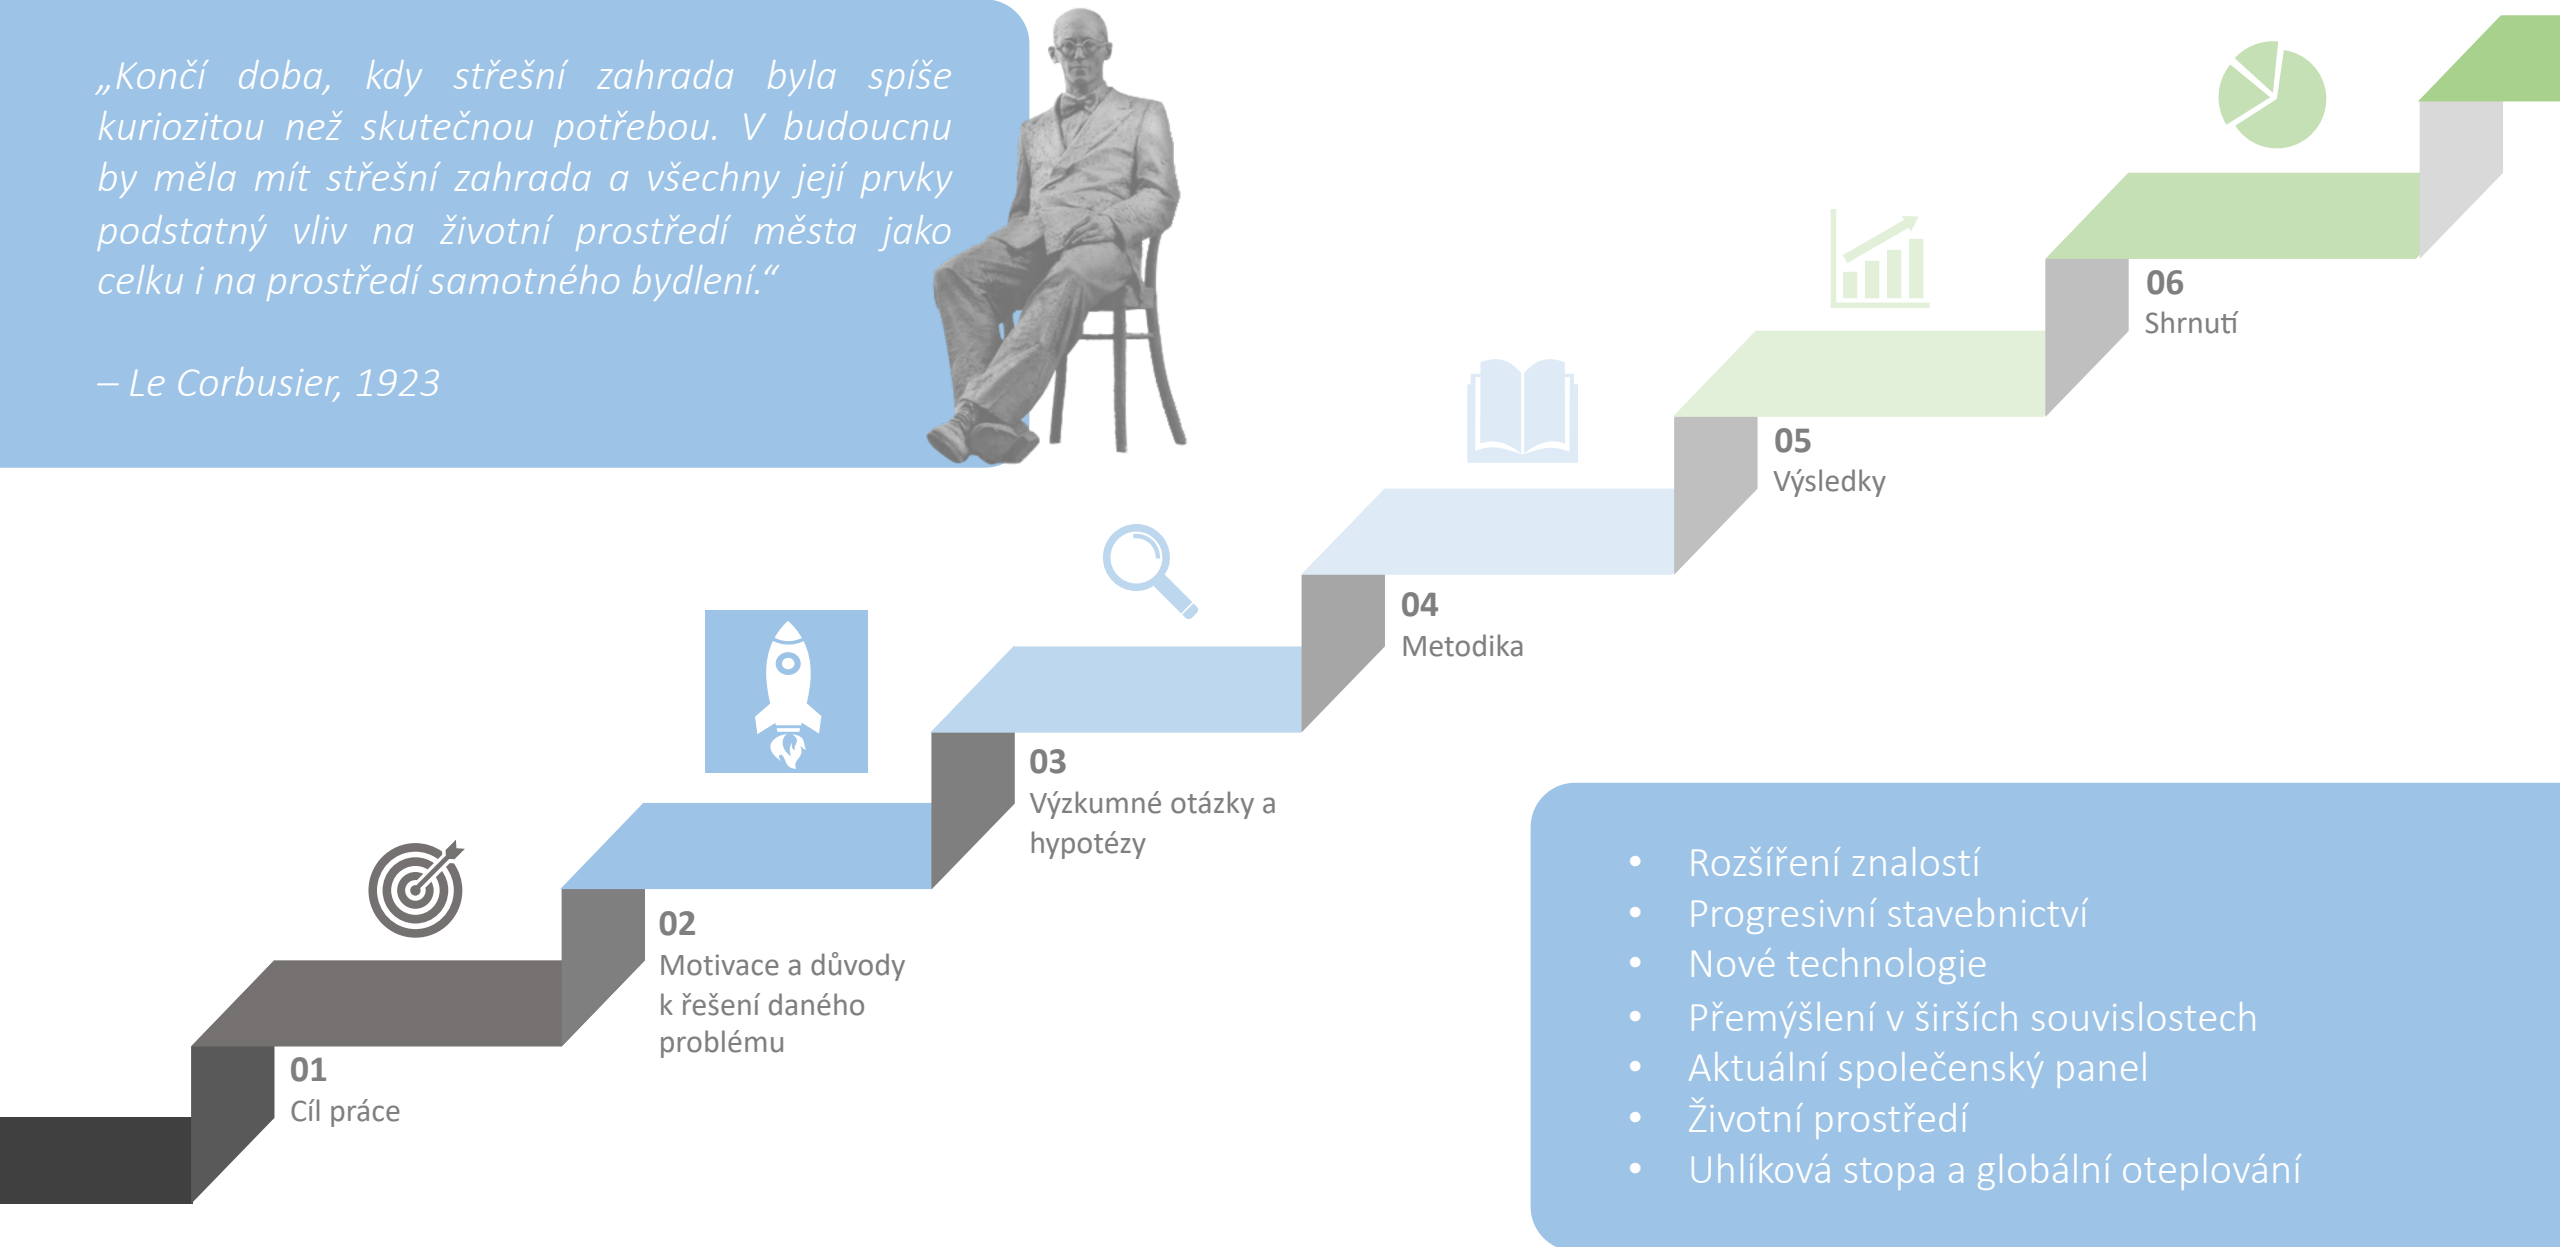 „Končí doba, kdy střešní zahrada byla spíše
kuriozitou než skutečnou potřebou. V budoucnu
by měla mít střešní zahrada a všechny její prvky
podstatný vliv na životní prostředí města jako
celku i na prostředí samotného bydlení.“
– Le Corbusier, 1923
01
Cíl práce
02
Motivace a důvody
k řešení daného
problému
03
Výzkumné otázky a
hypotézy
04
Metodika
05
Výsledky
06
Shrnutí
• Rozšíření znalostí
• Progresivní stavebnictví
• Nové technologie
• Přemýšlení v širších souvislostech
• Aktuální společenský panel
• Životní prostředí
• Uhlíková stopa a globální oteplování